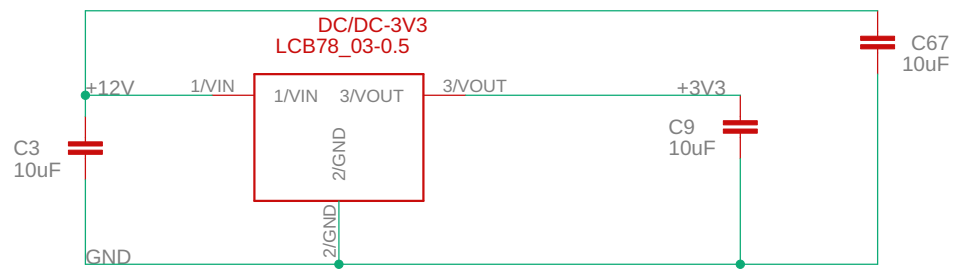 DC/DC-3V3
LCB78_03-0.5
C67
10uF
+12V
1/VIN
1/VIN
3/VOUT
3/VOUT
+3V3
C9
10uF
C3
10uF
2/GND
2/GND
GND